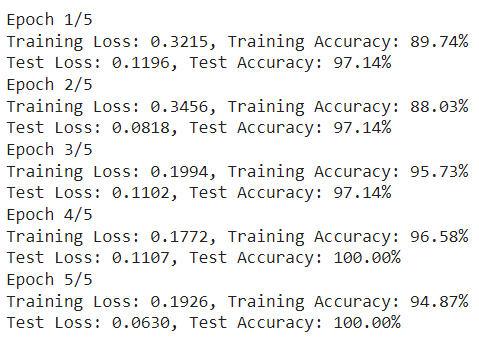 Epoch 1/5
Training Loss: 0.3215, Training Accuracy: 89.74%
Test Loss: 0.1196, Test Accuracy: 97.14%
Epoch 2/5
Training Loss: 0.3456, Training Accuracy: 88.03%
Test Loss: 0.0818, Test Accuracy: 97.14%
Epoch 3/5
Training Loss: 0.1994, Training Accuracy: 95.73%
Test Loss: 0.1102, Test Accuracy: 97.14%
Epoch 4/5
Training Loss: 0.1772, Training Accuracy: 96.58%
Test Loss: 0.1107, Test Accuracy: 100.00%
Epoch 5/5
Training Loss: 0.1926, Training Accuracy: 94.87%
Test Loss: 0.0630, Test Accuracy: 100.00%